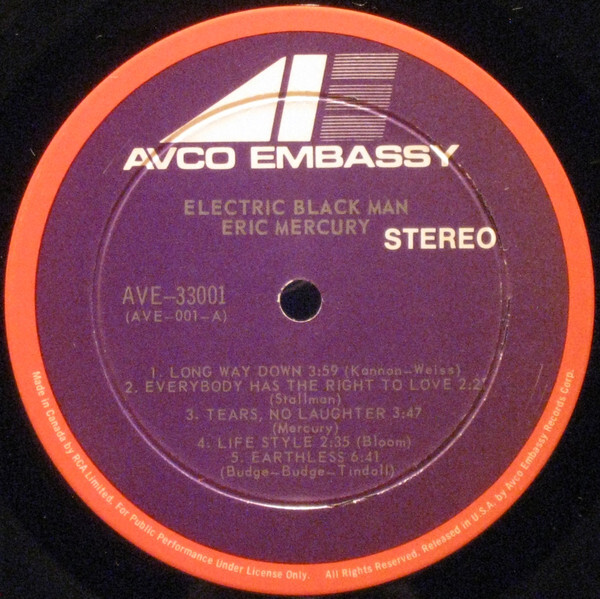 AVCO EMBASSY
ELECTRIC BLACK MAN
ERIC MERCURY
STEREO
AVE-33001
(AVE-001-A)
1. LONG WAY DOWN 3:59 (Kannon-Weiss)
2. EVERYBODY HAS THE RIGHT TO LOVE
(Stallman)
3. TEARS, NO LAUGHTER 3:47
(Mercury)
4. LIFE STYLE 2:35 (Bloom)
5. EARTHLESS 6:41
(Budge-Budge-Tindall)
Made in Canada by RCA Limited. For Public Performance Under License Only. All Rights Reserved, Released in U.S.A. by Avco Embassy Records Corp.